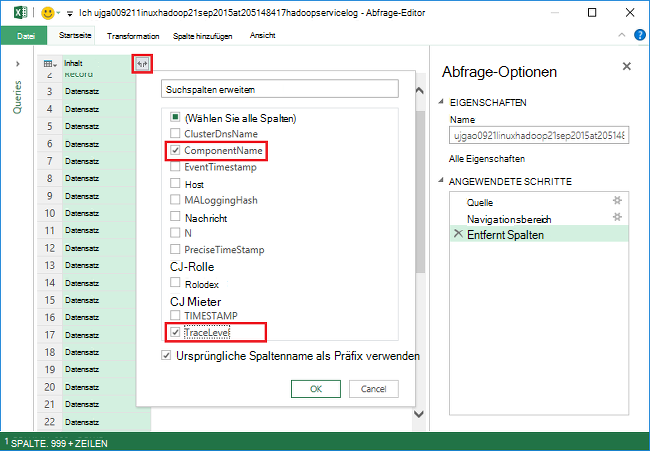 Ich ujga009211inuxhadoop21sep2015at205148417hadoopservicelog - Abfrage-Editor
Datei Startseite Transformation Spalte hinzufügen Ansicht
Queries
Inhalt
2 Record
3 Datensatz
4 Datensatz
5 Datensatz
6 Datensatz
7 Datensatz
8 Datensatz
9 Datensatz
10 Datensatz
11 Datensatz
12 Datensatz
13 Datensatz
14 Datensatz
15 Datensatz
16 Datensatz
17 Datensatz
18 Datensatz
19 Datensatz
20 Datensatz
21 Datensatz
22 Datensatz
Suchspalten erweitern
(Wählen Sie alle Spalten)
ClusterDnsName
ComponentName
EventTimestamp
Host
MALoggingHash
Nachricht
N
PreciseTimeStamp
CJ-Rolle
Rolodex
CJ Mieter
TIMESTAMP
TraceLevel
Ursprüngliche Spaltenname als Präfix verwenden
OK Cancel
Abfrage-Optionen
EIGENSCHAFTEN
Name
ujgao0921linuxhadoop21sep2015at205148
Alle Eigenschaften
ANGEWENDETE SCHRITTE
Quelle
Navigationsbereich
Entfernt Spalten
1 SPALTE. 999 + ZEILEN